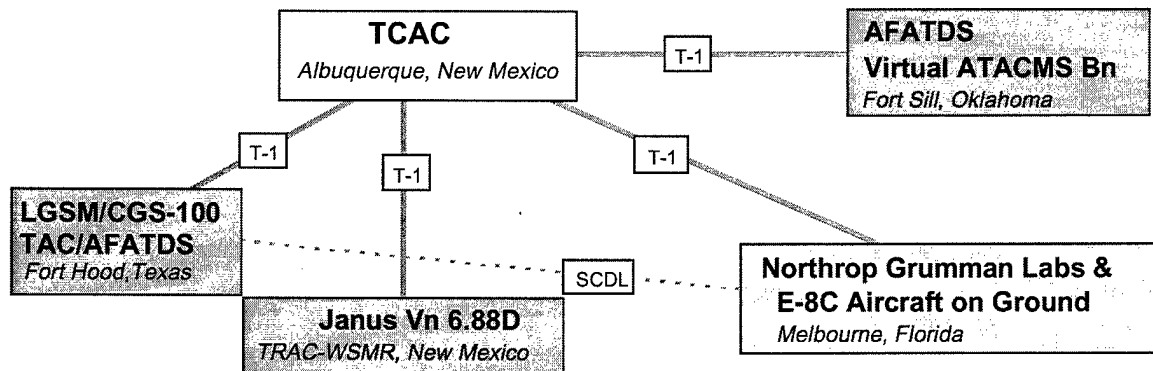 TCAC
Albuquerque, New Mexico
T-1
AFATDS
Virtual ATACMS Bn
Fort Sill, Oklahoma
T-1
T-1
T-1
LGSM/CGS-100
TAC/AFATDS
Fort Hood,Texas
SCDL
Northrop Grumman Labs &
E-8C Aircraft on Ground
Melbourne, Florida
Janus Vn 6.88D
TRAC-WSMR, New Mexico